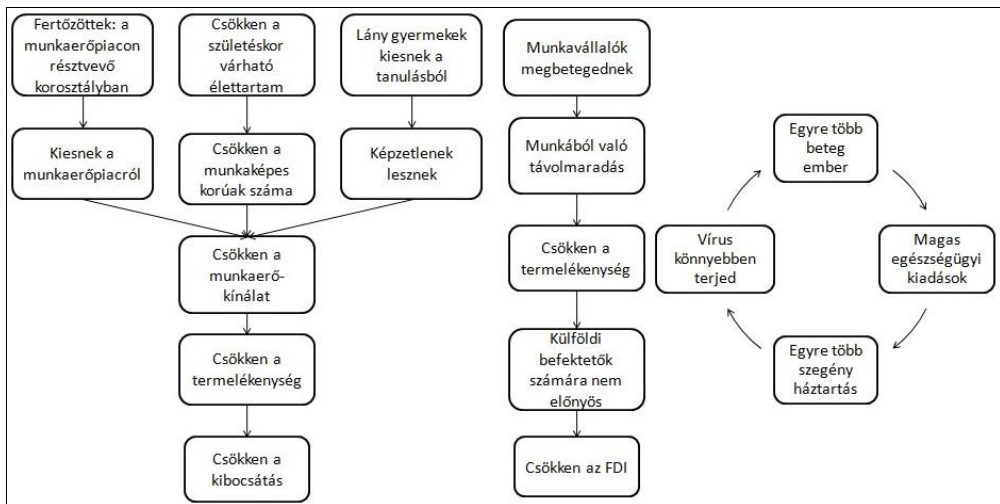 Fertőzöttek: a
munkaerőpiacon
résztvevő
korosztályban
Kiesnek a
munkaerőpiacról
Csökken a
születéskor
várható
élettartam
Csökken a
munkaképes
korúak száma
Lány gyermekek
kiesnek a
tanulásból
Képzetlenek
lesznek
Csökken a
munkaerő-
kínálat
Csökken a
termelékenység
Csökken a
kibocsátás
Munkavállalók
megbetegednek
Munkából való
távolmaradás
Csökken a
termelékenység
Külföldi
befektetők
számára nem
előnyös
Csökken az FDI
Egyre több
beteg
ember
Magas
egészségügyi
kiadások
Egyre több
szegény
háztartás
Vírus
könnyebben
terjed